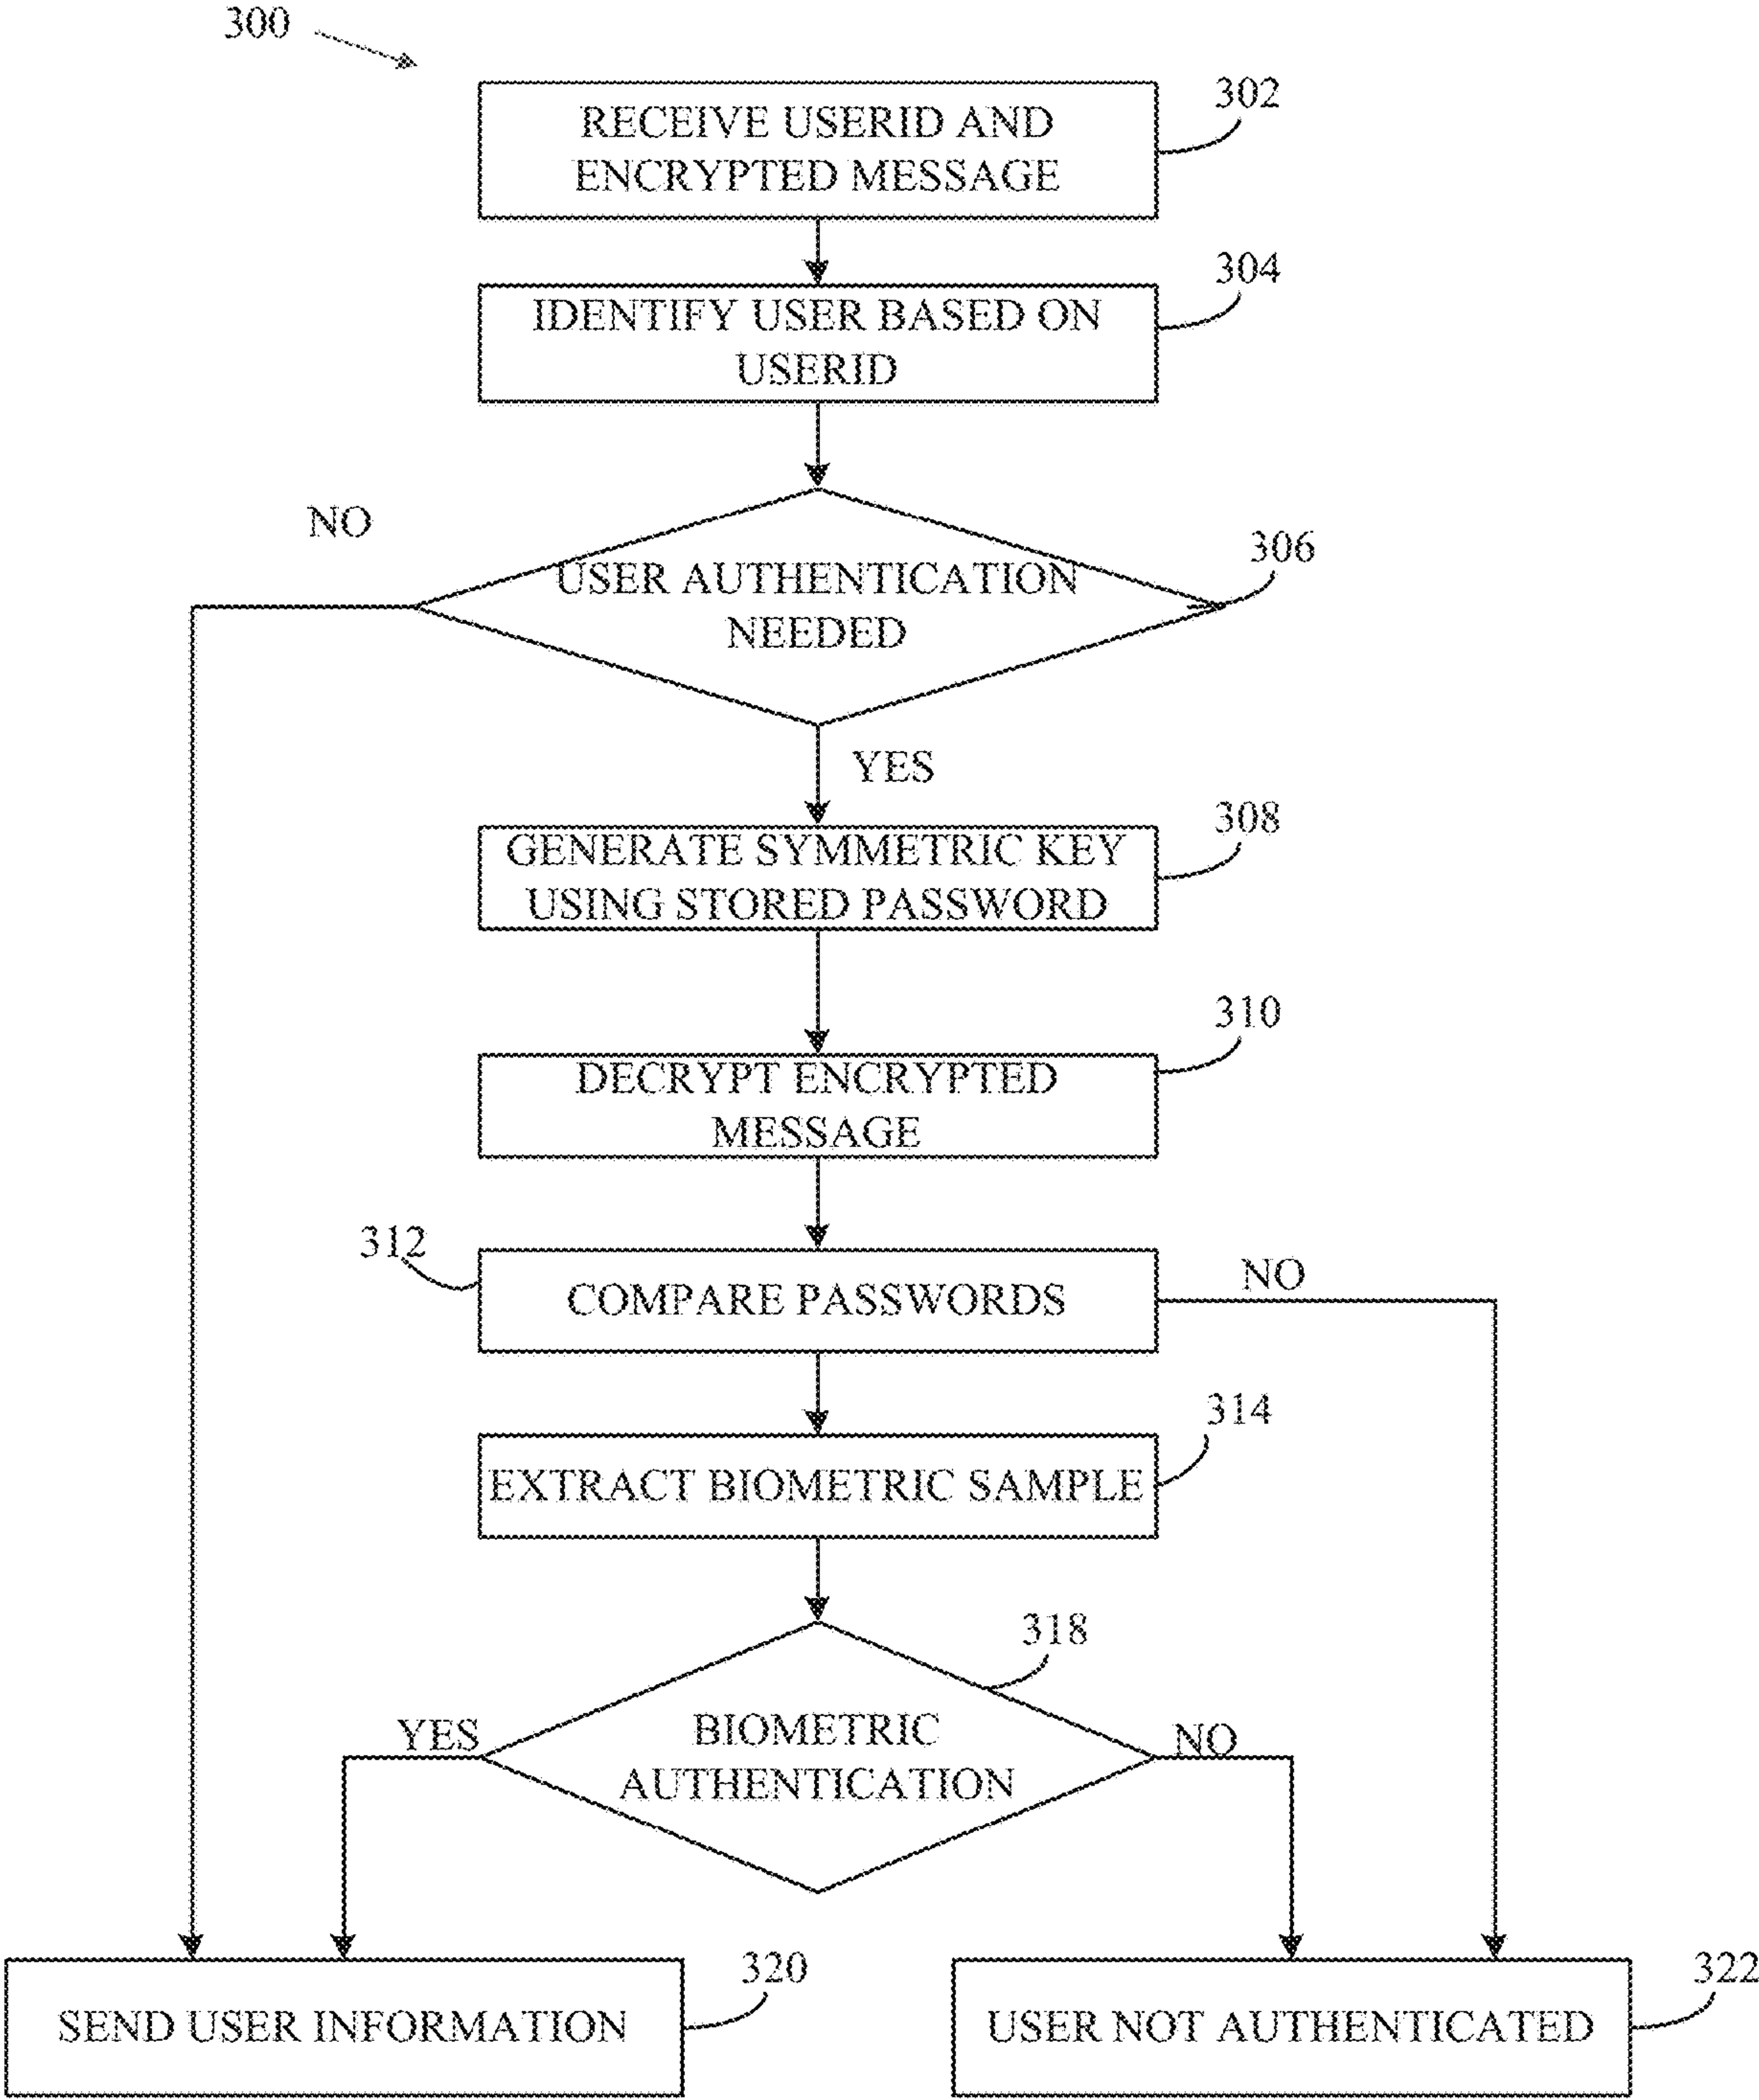 300
302
RECEIVE USERID AND
ENCRYPTED MESSAGE
304
IDENTIFY USER BASED ON
USERID
NO
306
USER AUTHENTICATION
NEEDED
YES
308
GENERATE SYMMETRIC KEY
USING STORED PASSWORD
310
DECRYPT ENCRYPTED
MESSAGE
312
COMPARE PASSWORDS
NO
314
EXTRACT BIOMETRIC SAMPLE
318
YES
BIOMETRIC
AUTHENTICATION
NO
320
SEND USER INFORMATION
322
USER NOT AUTHENTICATED